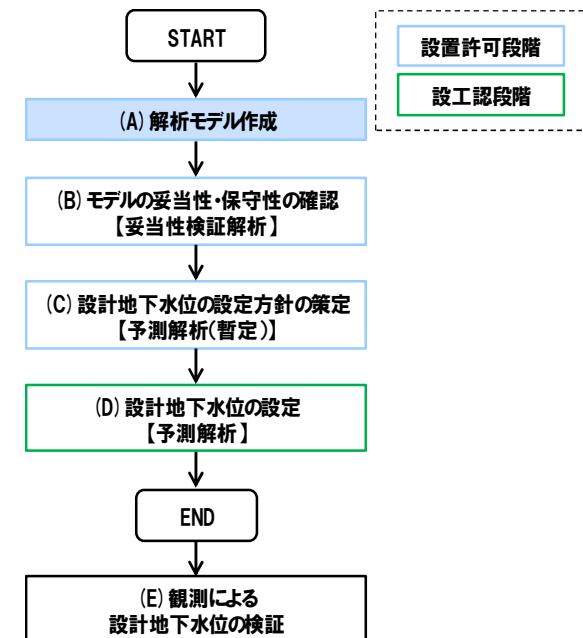 START
設置許可段階
設工認段階
(A)解析モデル作成
(B)モデルの妥当性・保守性の確認
【妥当性検証解析】
(C)設計地下水位の設定方針の策定
【予測解析(暫定)】
(D)設計地下水位の設定
【予測解析】
END
(E)観測による
設計地下水位の検証